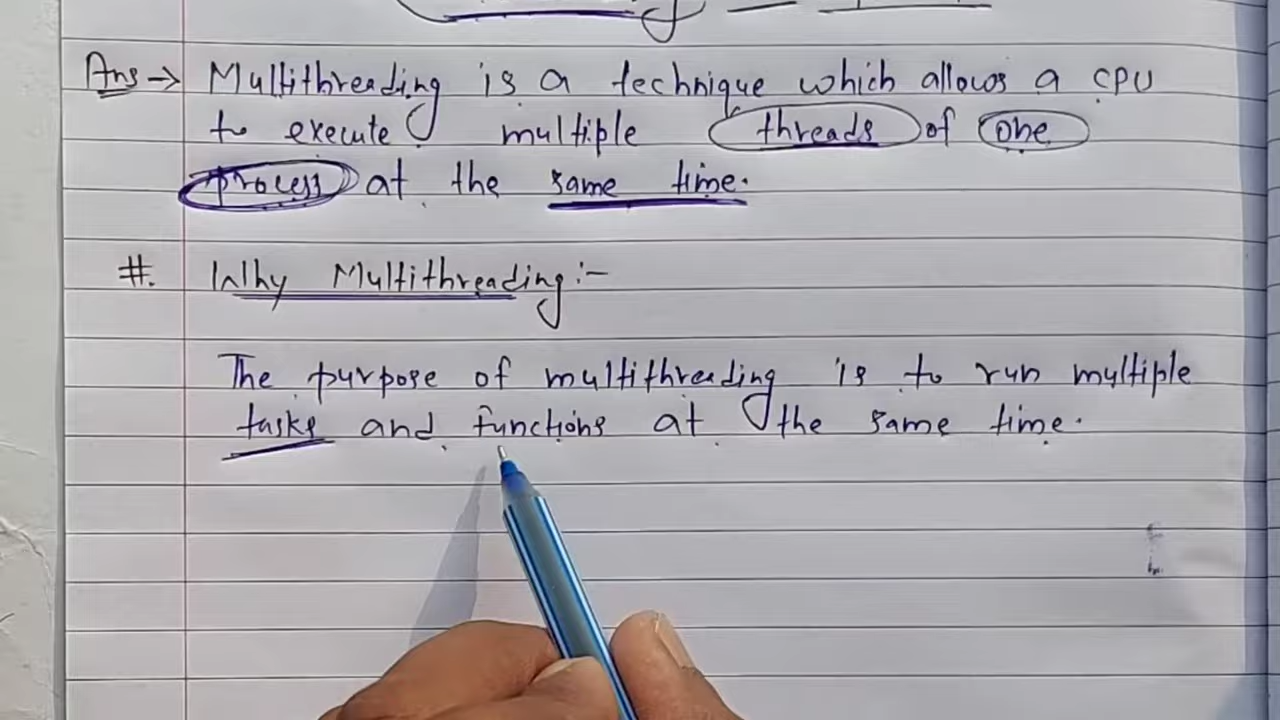 Ans → Multithreading is a technique which allows a CPU
to execute multiple threads of one
process at the same time.
#. Why Multithreading:-
The purpose of multithreading is to run multiple
tasks and functions at the same time.